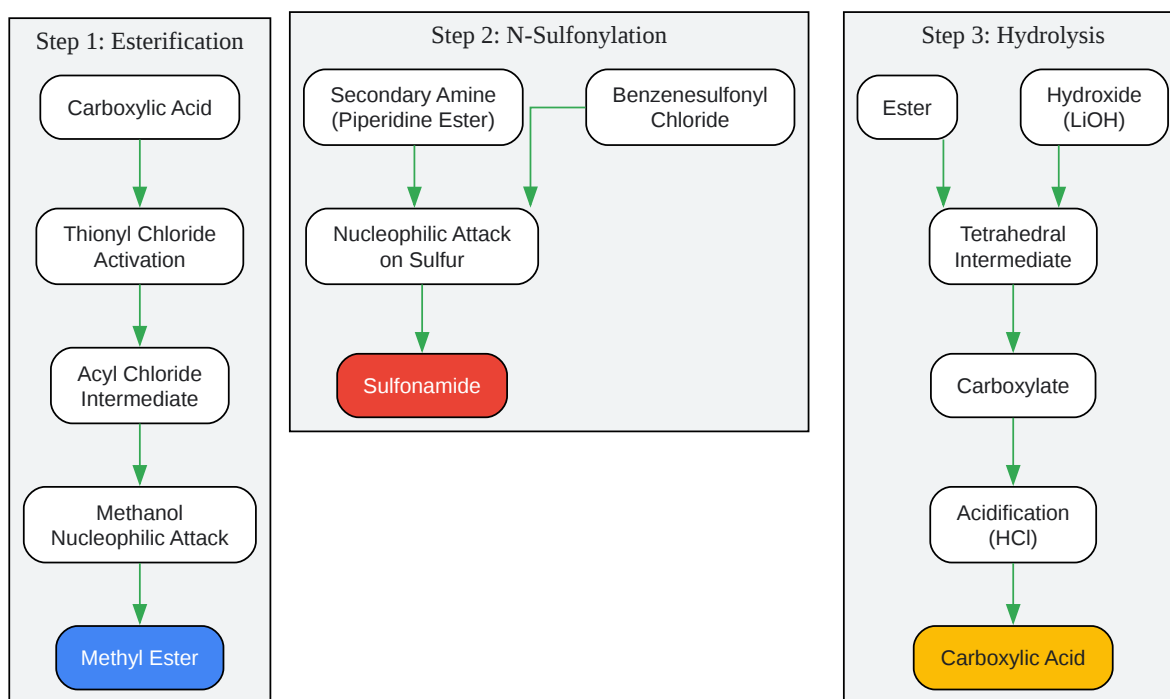 Step 1: Esterification
Carboxylic Acid
Thionyl Chloride
Activation
Acyl Chloride
Intermediate
Methanol
Nucleophilic Attack
Methyl Ester
Step 2: N-Sulfonylation
Secondary Amine
(Piperidine Ester)
Benzenesulfonyl
Chloride
Nucleophilic Attack
on Sulfur
Sulfonamide
Step 3: Hydrolysis
Ester
Hydroxide
(LiOH)
Tetrahedral
Intermediate
Carboxylate
Acidification
(HCl)
Carboxylic Acid